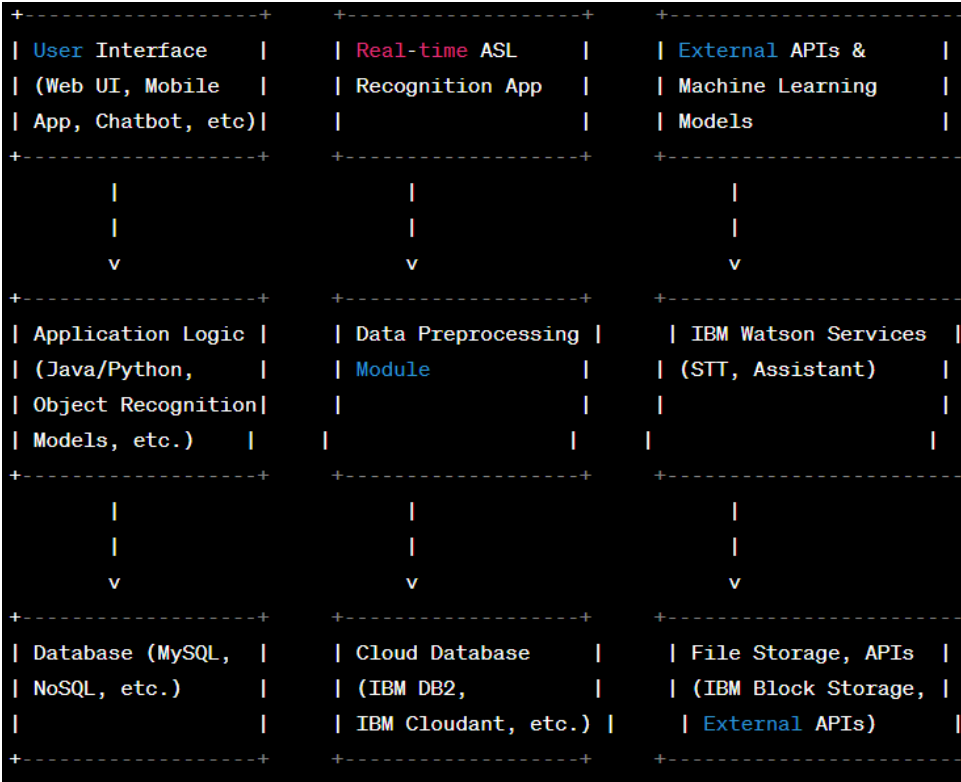 +-------------------+     +-------------------+     +-----------------------
| User Interface    |     | Real-time ASL     |     | External APIs &      |
| (Web UI, Mobile   |     | Recognition App   |     | Machine Learning     |
| App, Chatbot, etc)|     |                   |     | Models               |
+-------------------+     +-------------------+     +-----------------------
        |                       |                         |
        |                       |                         |
        v                       v                         v
+-------------------+     +-------------------+     +-----------------------
| Application Logic |     | Data Preprocessing |     | IBM Watson Services  |
| (Java/Python,     |     | Module            |     | (STT, Assistant)     |
| Object Recognition|     |                   |     |                      |
| Models, etc.)    |     |                   |     |                      |
+-------------------+     +-------------------+     +-----------------------
        |                       |                         |
        |                       |                         |
        v                       v                         v
+-------------------+     +-------------------+     +-----------------------
| Database (MySQL,  |     | Cloud Database     |     | File Storage, APIs  |
| NoSQL, etc.)      |     | (IBM DB2,          |     | (IBM Block Storage, |
|                   |     | IBM Cloudant, etc.) |     | External APIs)      |
+-------------------+     +-------------------+     +-----------------------